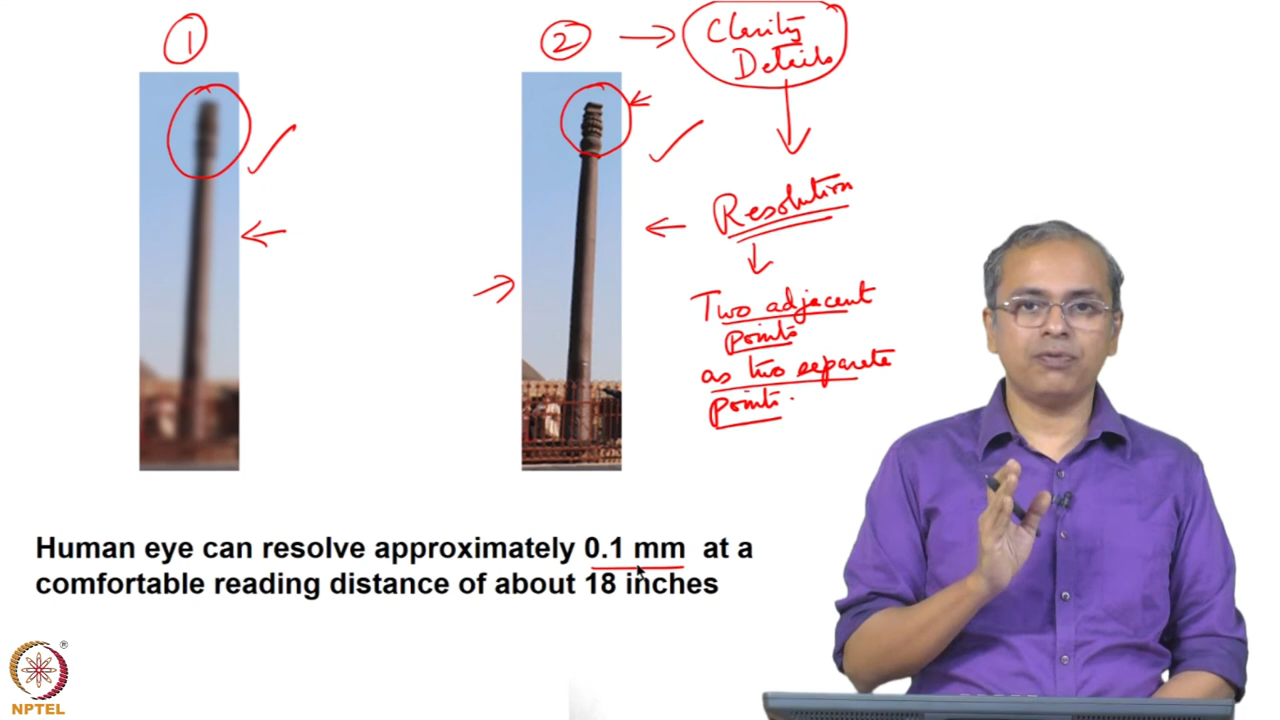 1
2
Clarity
Details
Resolution
Two adjacent
points
as two separate
points.
Human eye can resolve approximately 0.1 mm at a
comfortable reading distance of about 18 inches
®
NPTEL